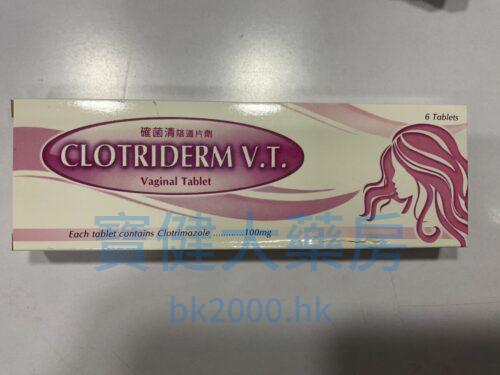 6 Tablets
確菌清陰道片劑
CLOTRIDERM V.T.
Vaginal Tablet
Each tablet contains Clotrimazole ...........100mg
寶健人藥房
bk2000.hk